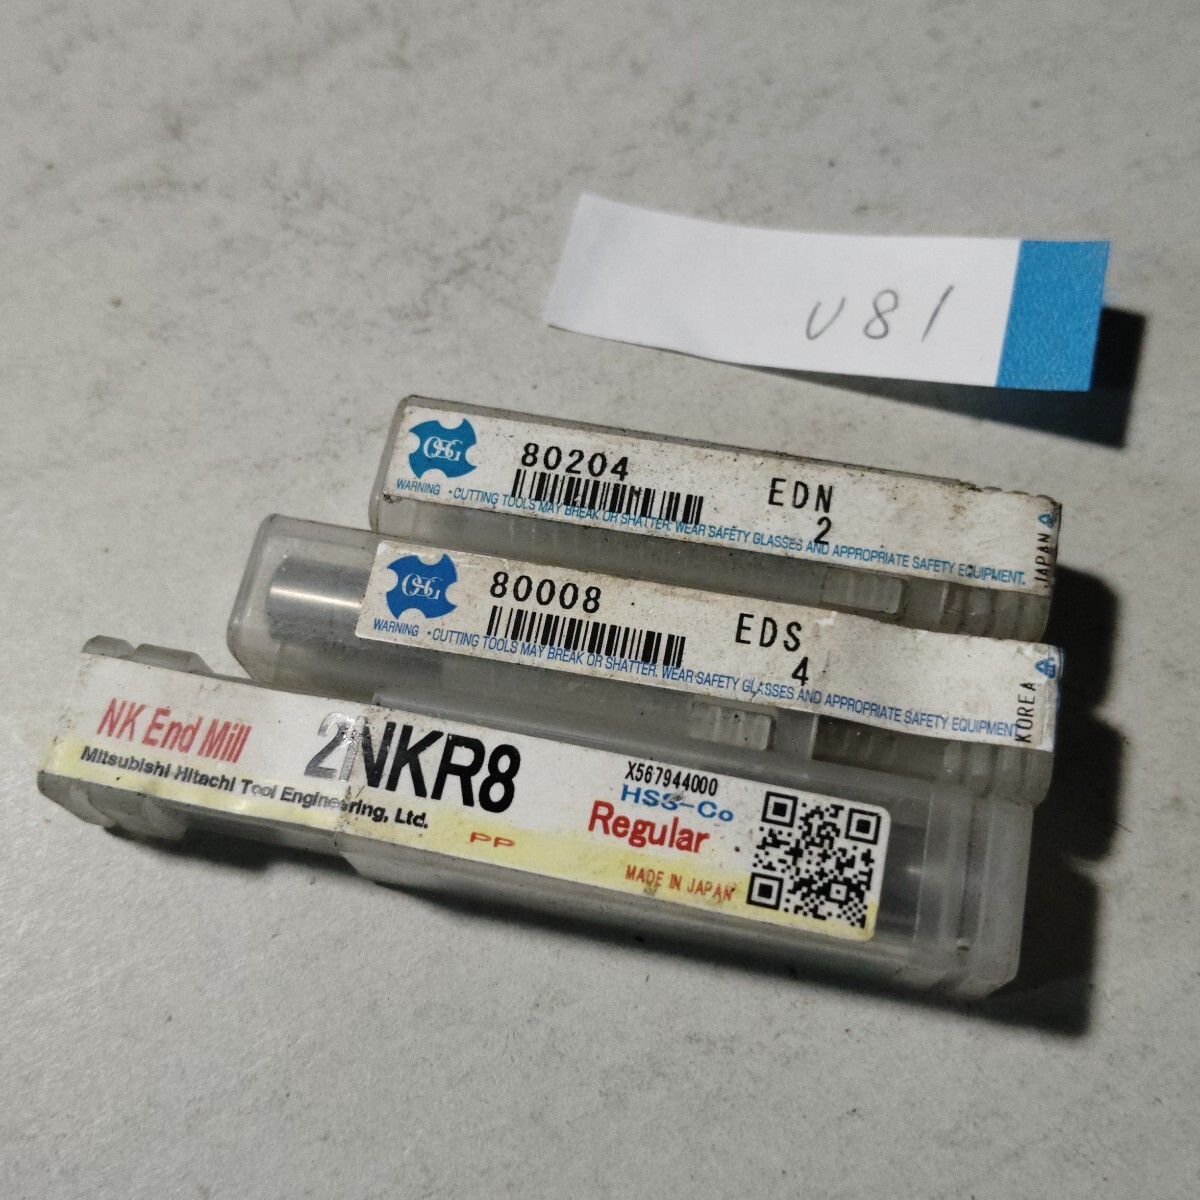 U81
OSG
80204
EDN
2
WARNING •CUTTING TOOLS MAY BREAK OR SHATTER. WEAR SAFETY GLASSES AND APPROPRIATE SAFETY EQUIPMENT.
JAPAN
OSG
80008
EDS
4
WARNING •CUTTING TOOLS MAY BREAK OR SHATTER. WEAR SAFETY GLASSES AND APPROPRIATE SAFETY EQUIPMENT
KOREA
NK End Mill
2NKR8
X567944000
HSS-Co
Mitsubishi Hitachi Tool Engineering, Ltd.
PP
Regular
MADE IN JAPAN